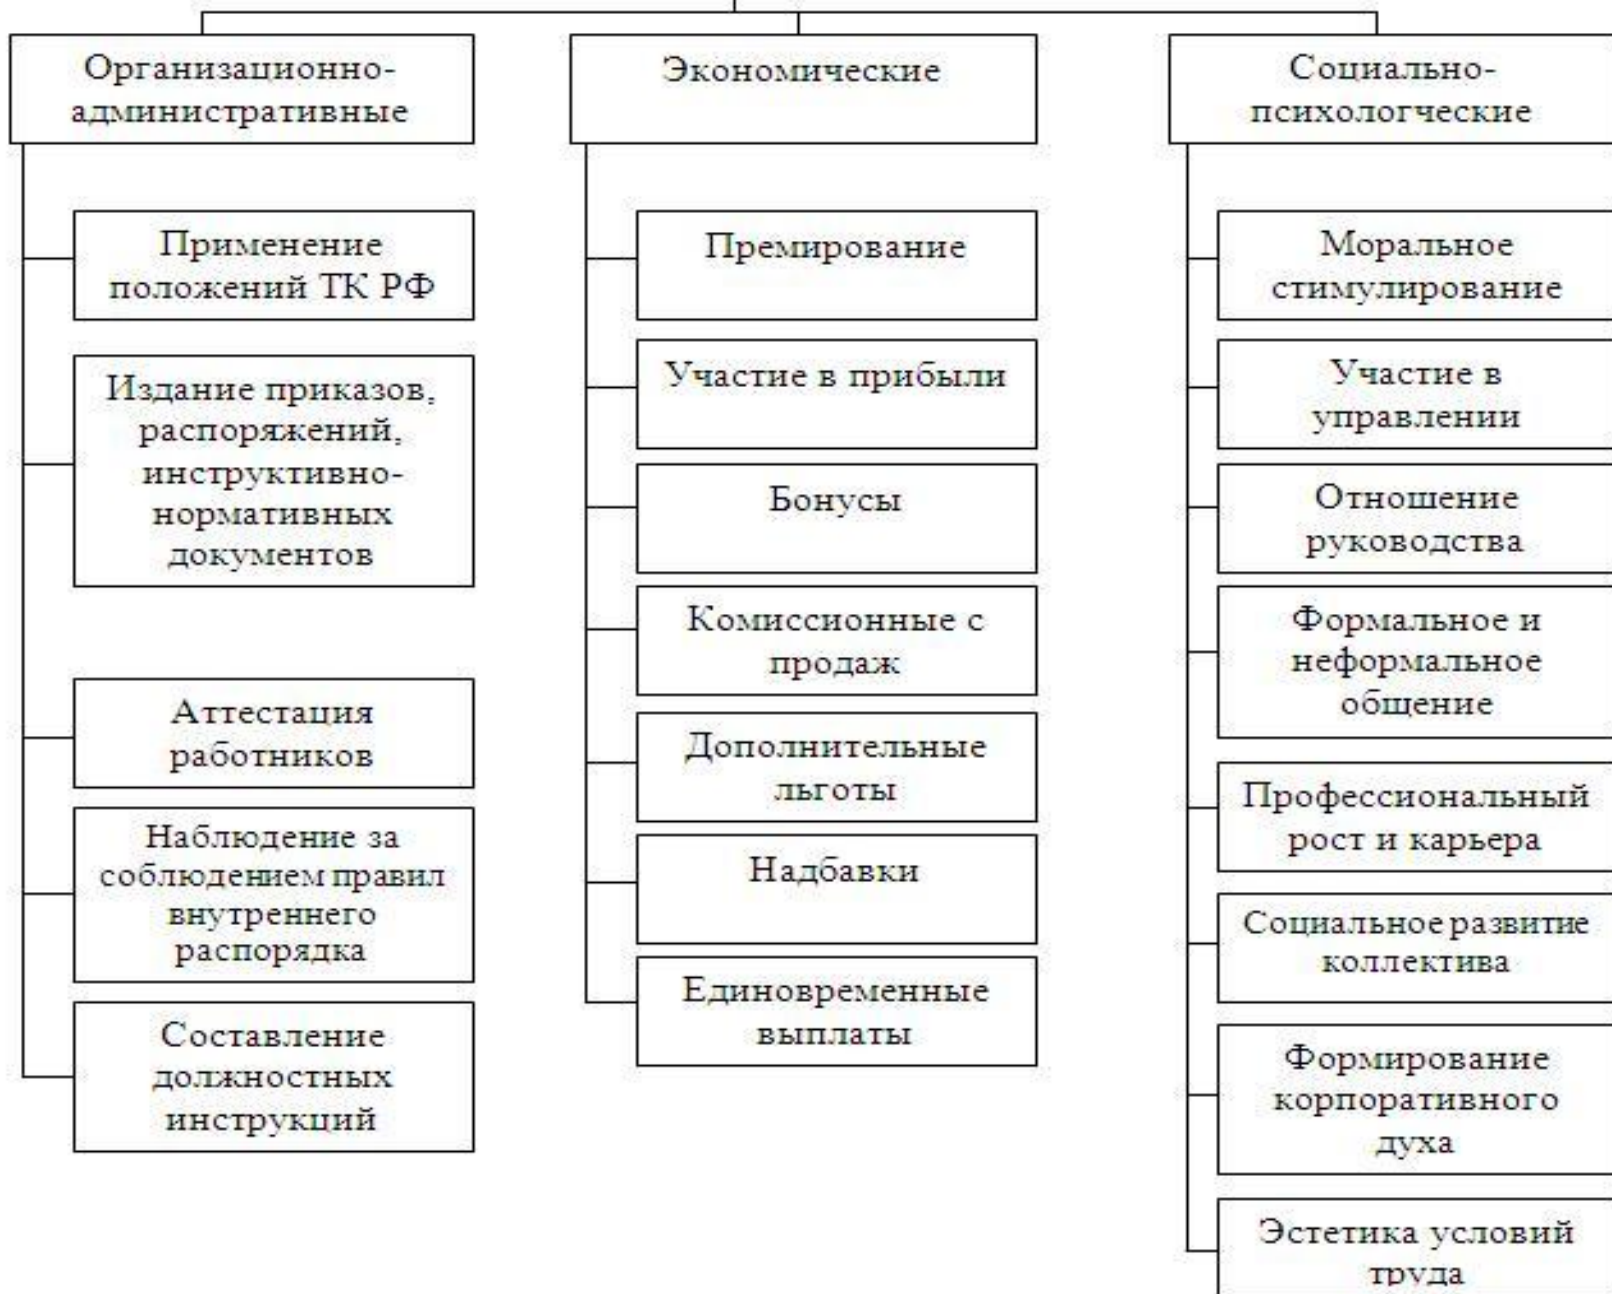 Организационно-
административные
Применение
положений ТК РФ
Издание приказов,
распоряжений,
инструктивно-
нормативных
документов
Аттестация
работников
Наблюдение за
соблюдением правил
внутреннего
распорядка
Составление
должностных
инструкций
Экономические
Премирование
Участие в прибыли
Бонусы
Комиссионные с
продаж
Дополнительные
льготы
Надбавки
Единовременные
выплаты
Социально-
психологческие
Моральное
стимулирование
Участие в
управлении
Отношение
руководства
Формальное и
неформальное
общение
Профессиональный
рост и карьера
Социальное развитие
коллектива
Формирование
корпоративного
духа
Эстетика условий
труда